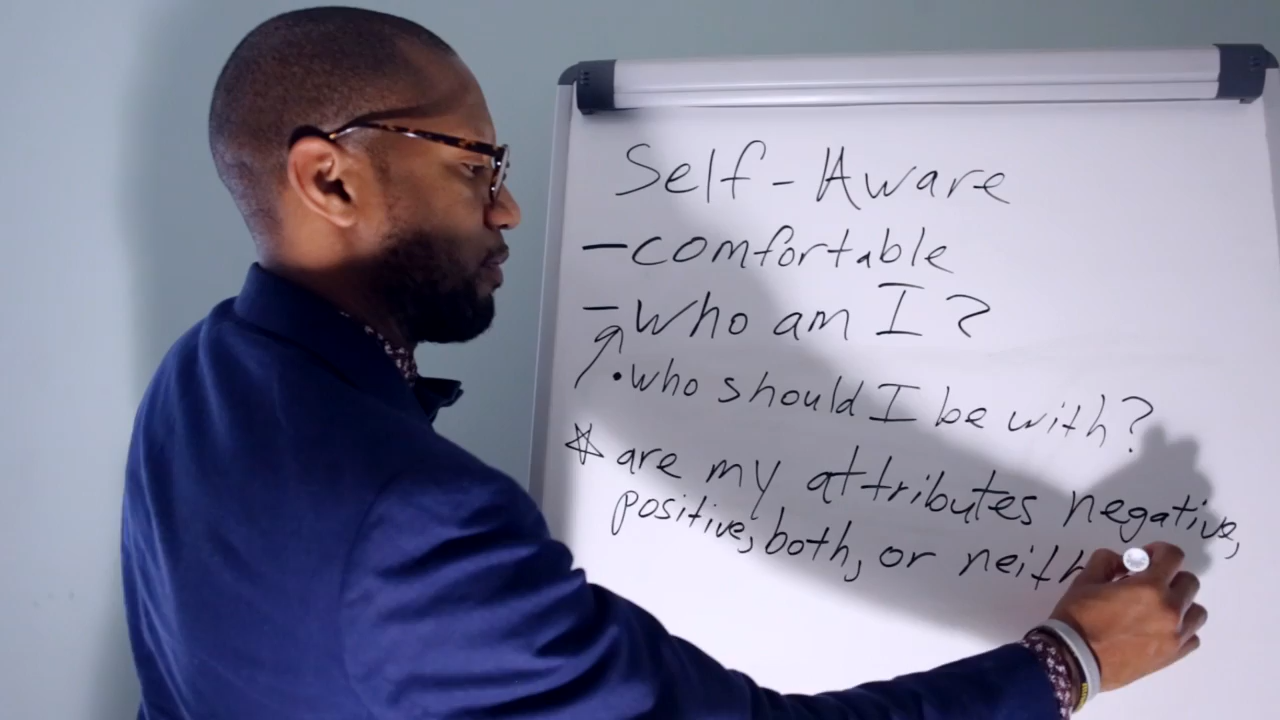 Self-Aware
- comfortable
- who am I?
• who should I be with?
☆ are my attributes negative,
positive, both, or neith